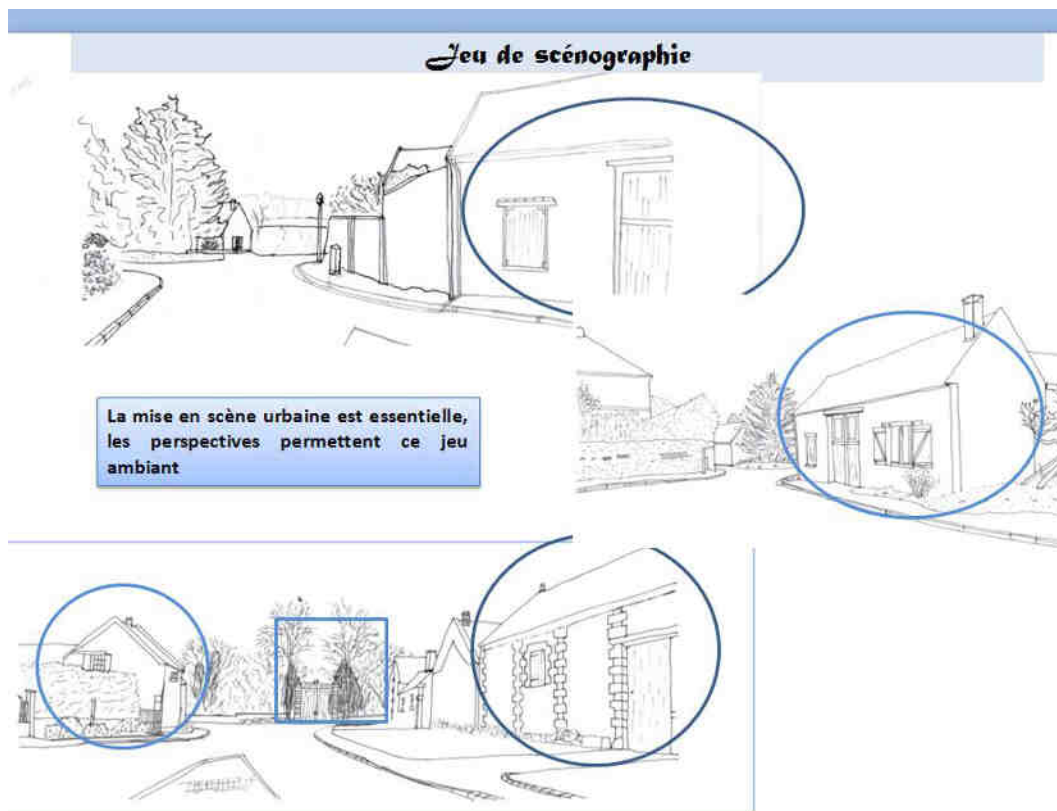 Jeu de scénographie
La mise en scène urbaine est essentielle,
les perspectives permettent ce jeu
ambiant